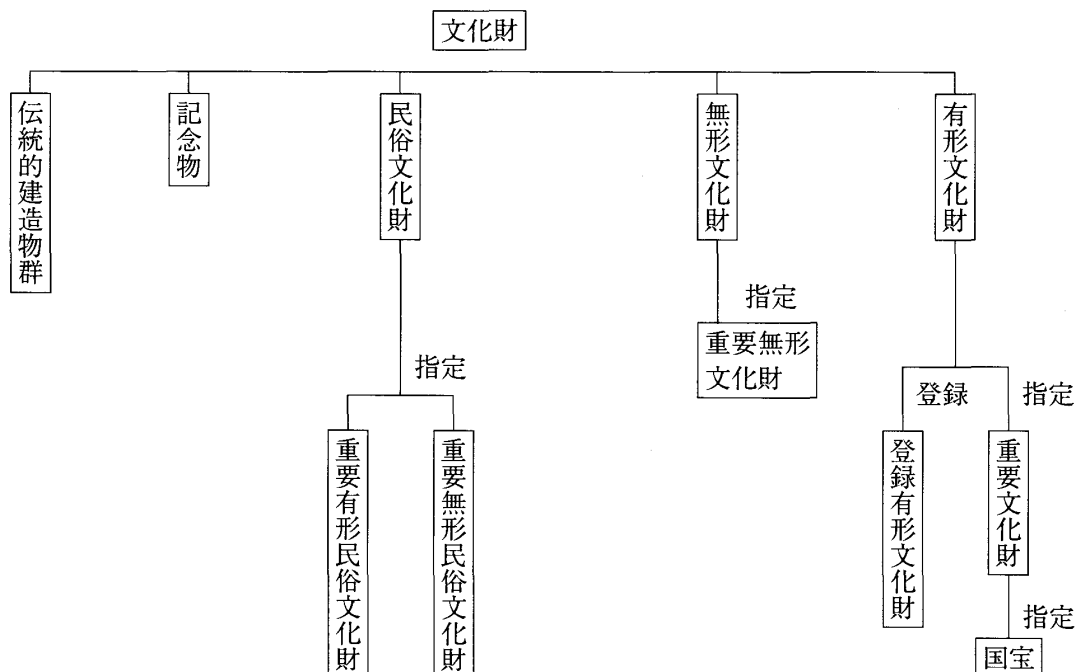 文化財
伝統的建造物群
記念物
民俗文化財
無形文化財
有形文化財
指定
重要無形
文化財
指定
登録
指定
重要有形民俗文化財
重要無形民俗文化財
登録有形文化財
重要文化財
指定
国宝